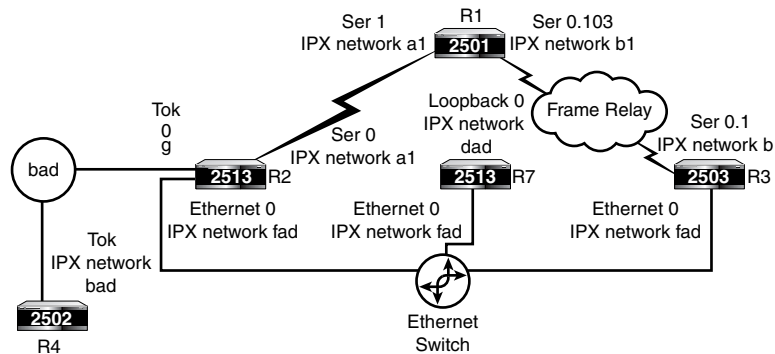 R1
Ser 1
IPX network a1
2501
Ser 0.103
IPX network b1
Tok
0
g
Loopback 0
IPX network
dad
Frame Relay
Ser 0
IPX network a1
Ser 0.1
IPX network b
bad
2513
R2
2513
R7
2503
R3
Ethernet 0
IPX network fad
Ethernet 0
IPX network fad
Ethernet 0
IPX network fad
Tok
IPX network
bad
2502
R4
Ethernet
Switch